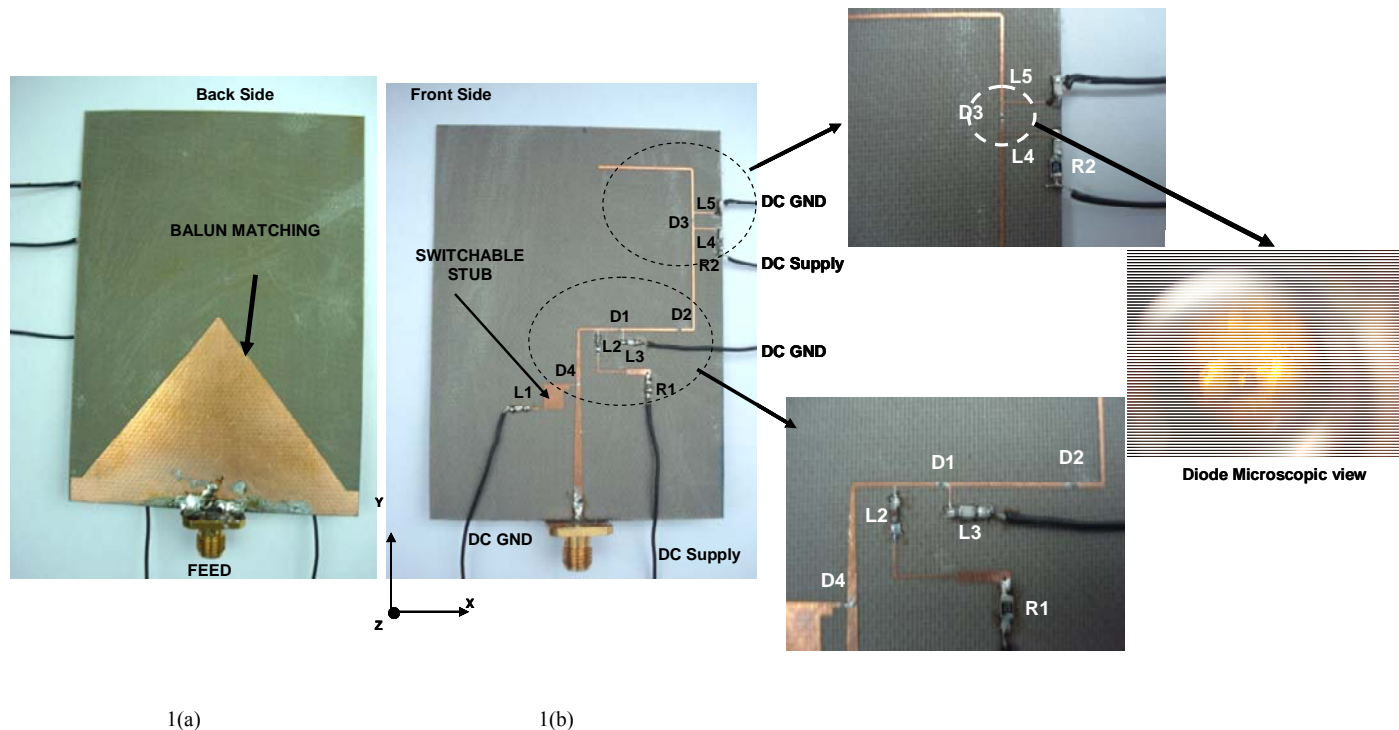 Back Side
BALUN MATCHING
FEED
Front Side
SWITCHABLE
STUB
L5
D3
L4
R2
DC GND
DC Supply
D1
D2
L2
L3
DC GND
D4
L1
R1
DC GND
DC Supply
Y
X
Z
L5
D3
L4
R2
D1
D2
L2
L3
D4
R1
Diode Microscopic view
1(a)
1(b)